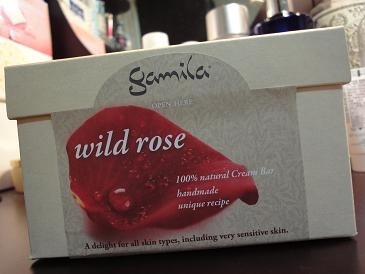 gamila
OPEN HERE
wild rose
100% natural Cream Bar
handmade
unique recipe
A delight for all skin types, including very sensitive skin.